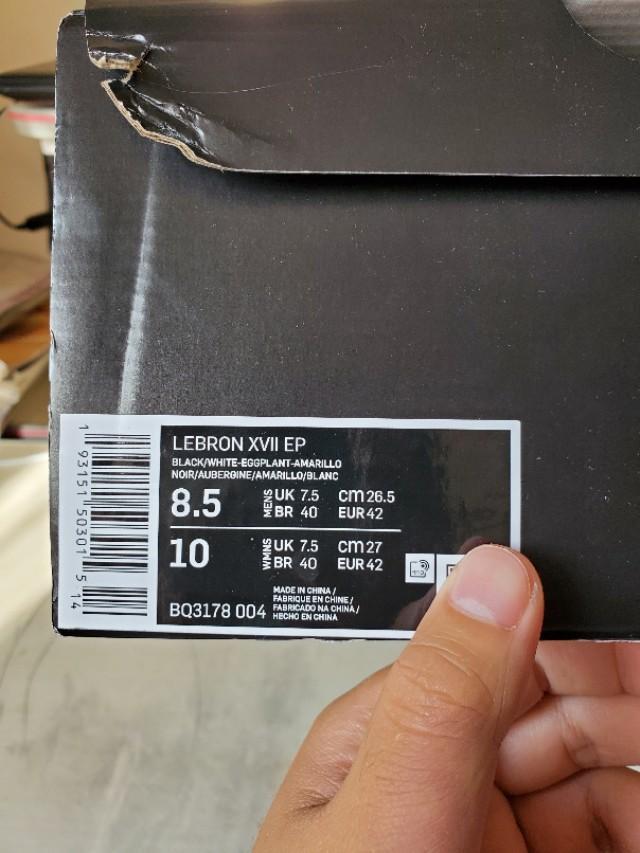 LEBRON XVII EP
BLACK/WHITE-EGGPLANT-AMARILLO
NOIR/AUBERGINE/AMARILLO/BLANC
8.5 MENS UK 7.5 CM 26.5
BR 40 EUR 42
10 WMNS UK 7.5 CM 27
BR 40 EUR 42
BQ3178 004
MADE IN CHINA /
FABRIQUE EN CHINE /
FABRICADO NA CHINA /
HECHO EN CHINA
1 93151 50301 5 14